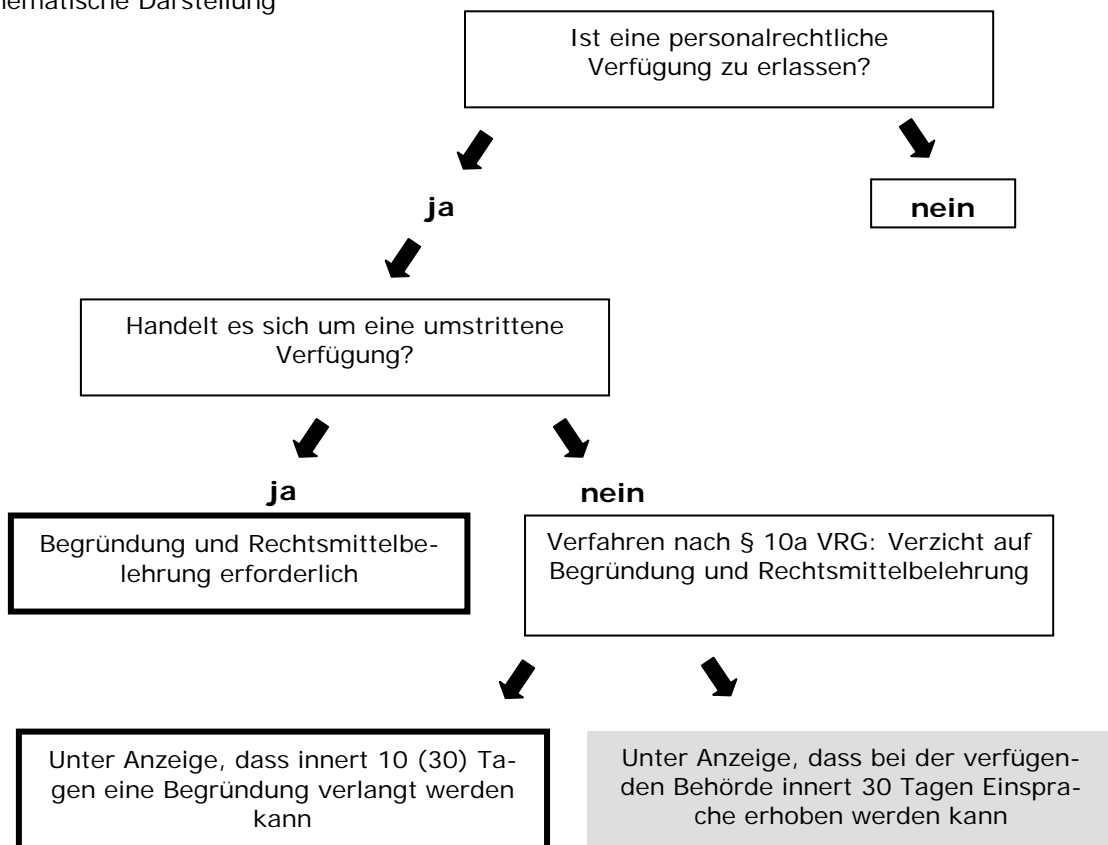 Darstellung
Ist eine personalrechtliche
Verfügung zu erlassen?
ja
nein
Handelt es sich um eine umstrittene
Verfügung?
ja
nein
Begründung und Rechtsmittelbe-
lehrung erforderlich
Verfahren nach § 10a VRG: Verzicht auf
Begründung und Rechtsmittelbelehrung
Unter Anzeige, dass innert 10 (30) Ta-
gen eine Begründung verlangt werden
kann
Unter Anzeige, dass bei der verfügen-
den Behörde innert 30 Tagen Einspra-
che erhoben werden kann